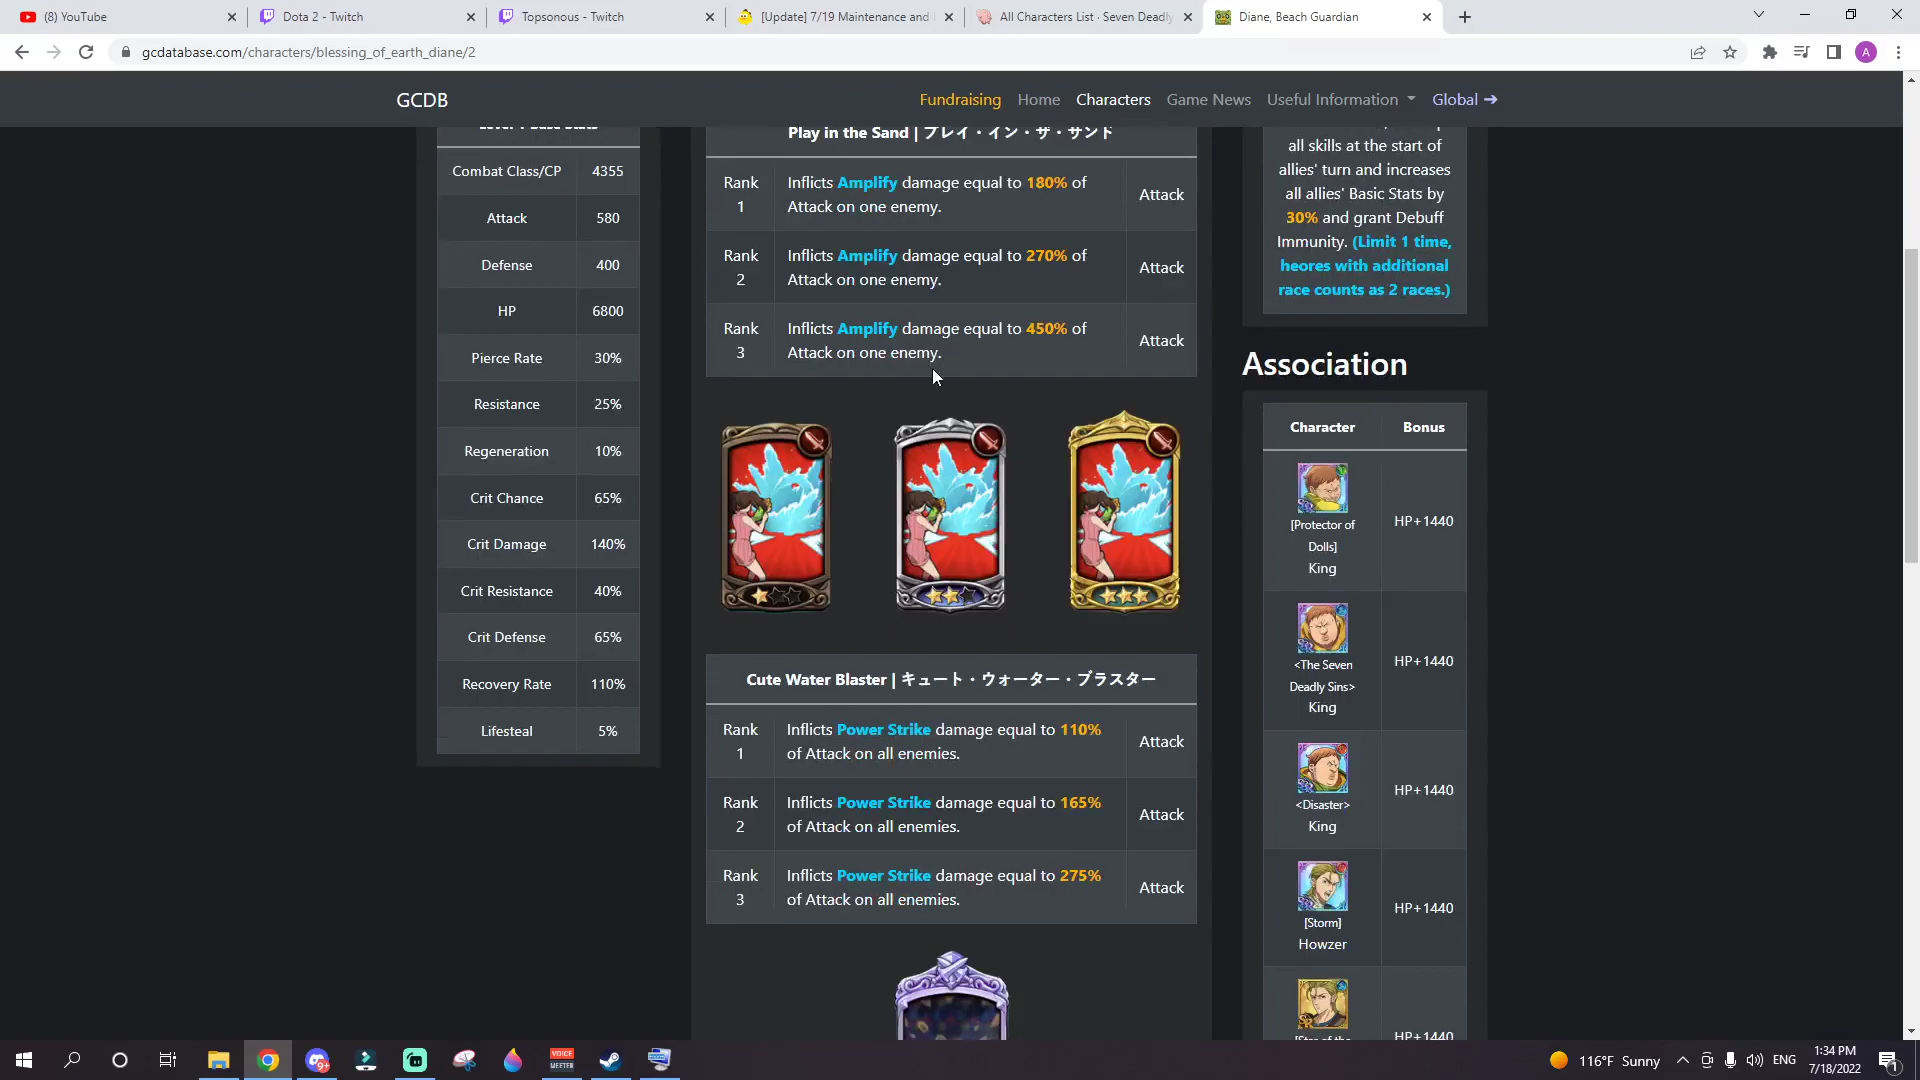 (8) YouTube
Dota 2 - Twitch
Topsonous - Twitch
[Update] 7/19 Maintenance and
All Characters List · Seven Deadly
Diane, Beach Guardian
gcdatabase.com/characters/blessing_of_earth_diane/2
A
GCDB
Fundraising
Home
Characters
Game News
Useful Information
Global →
Combat Class/CP 4355
Attack 580
Defense 400
HP 6800
Pierce Rate 30%
Resistance 25%
Regeneration 10%
Crit Chance 65%
Crit Damage 140%
Crit Resistance 40%
Crit Defense 65%
Recovery Rate 110%
Lifesteal 5%
Play in the Sand | プレイ・イン・ザ・サンド
Rank 1
Inflicts Amplify damage equal to 180% of
Attack on one enemy.
Attack
Rank 2
Inflicts Amplify damage equal to 270% of
Attack on one enemy.
Attack
Rank 3
Inflicts Amplify damage equal to 450% of
Attack on one enemy.
Attack
Cute Water Blaster | キュート・ウォーター・ブラスター
Rank 1
Inflicts Power Strike damage equal to 110%
of Attack on all enemies.
Attack
Rank 2
Inflicts Power Strike damage equal to 165%
of Attack on all enemies.
Attack
Rank 3
Inflicts Power Strike damage equal to 275%
of Attack on all enemies.
Attack
all skills at the start of
allies' turn and increases
all allies' Basic Stats by
30% and grant Debuff
Immunity. (Limit 1 time,
heores with additional
race counts as 2 races.)
Association
Character Bonus
[Protector of
Dolls]
King
HP+1440
<The Seven
Deadly Sins>
King
HP+1440
<Disaster>
King
HP+1440
[Storm]
Howzer
HP+1440
SR
HP+1440
9+
VOICE
MEETER
116°F Sunny
ENG
1:34 PM
7/18/2022
1